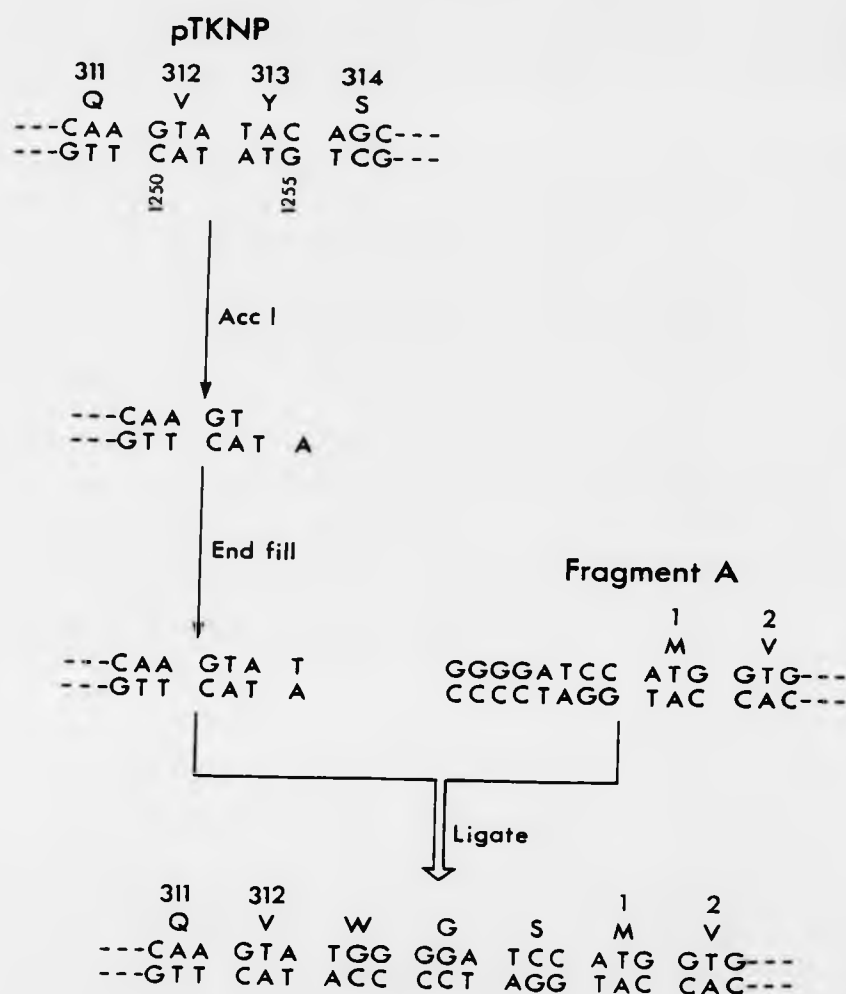 pTKNP
311 312 313 314
Q V Y S
---CAA GTA TAC AGC---
---GTT CAT ATG TCG---
1250 1255
Acc I
---CAA GT
---GTT CAT A
End fill
Fragment A
1 2
M V
---CAA GTA T GGGGATCC ATG GTG---
---GTT CAT A CCCCTAGG TAC CAC---
Ligate
311 312 1 2
Q V W G S M V
---CAA GTA TGG GGA TCC ATG GTG---
---GTT CAT ACC CCT AGG TAC CAC---